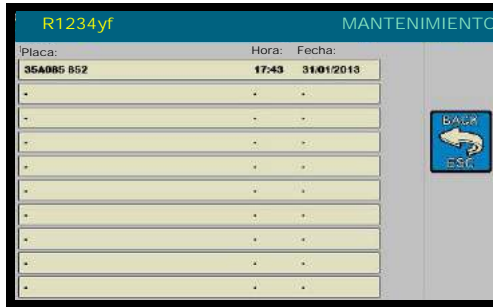 R1234yf MANTENIMIENTO
Placa: Hora: Fecha:
35A085 852 17:43 31/01/2013
- - -
- - -
- - -
- - -
- - -
- - -
- - -
- - -
- - -
BACK
ESC